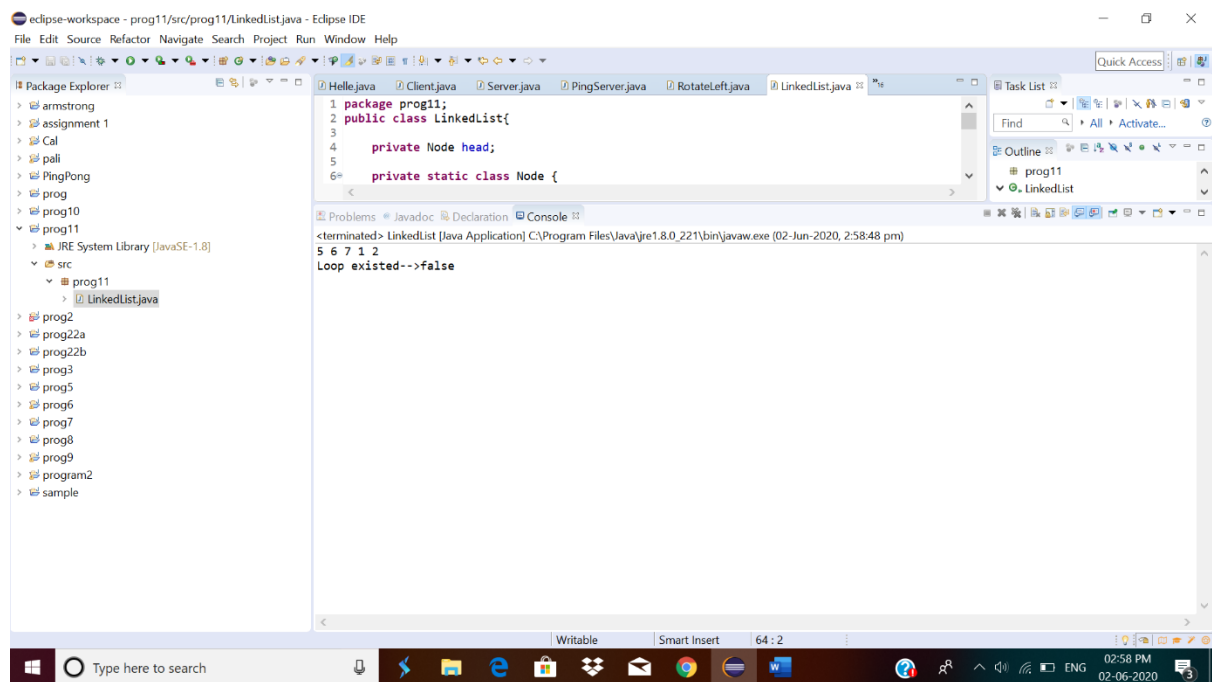 eclipse-workspace - prog11/src/prog11/LinkedList.java - Eclipse IDE
File Edit Source Refactor Navigate Search Project Run Window Help
Quick Access
Package Explorer
armstrong
assignment 1
Cal
pali
PingPong
prog
prog10
prog11
JRE System Library [JavaSE-1.8]
src
prog11
LinkedList.java
prog2
prog22a
prog22b
prog3
prog5
prog6
prog7
prog8
prog9
program2
sample
Helle.java Client.java Server.java PingServer.java RotateLeft.java LinkedList.java
1 package prog11;
2 public class LinkedList{
3
4 private Node head;
5
6 private static class Node {
Task List
Find All Activate...
Outline
prog11
LinkedList
Problems Javadoc Declaration Console
<terminated> LinkedList [Java Application] C:\Program Files\Java\jre1.8.0_221\bin\javaw.exe (02-Jun-2020, 2:58:48 pm)
5 6 7 1 2
Loop existed-->false
Writable Smart Insert 64 : 2
Type here to search
ENG
02:58 PM
02-06-2020
3